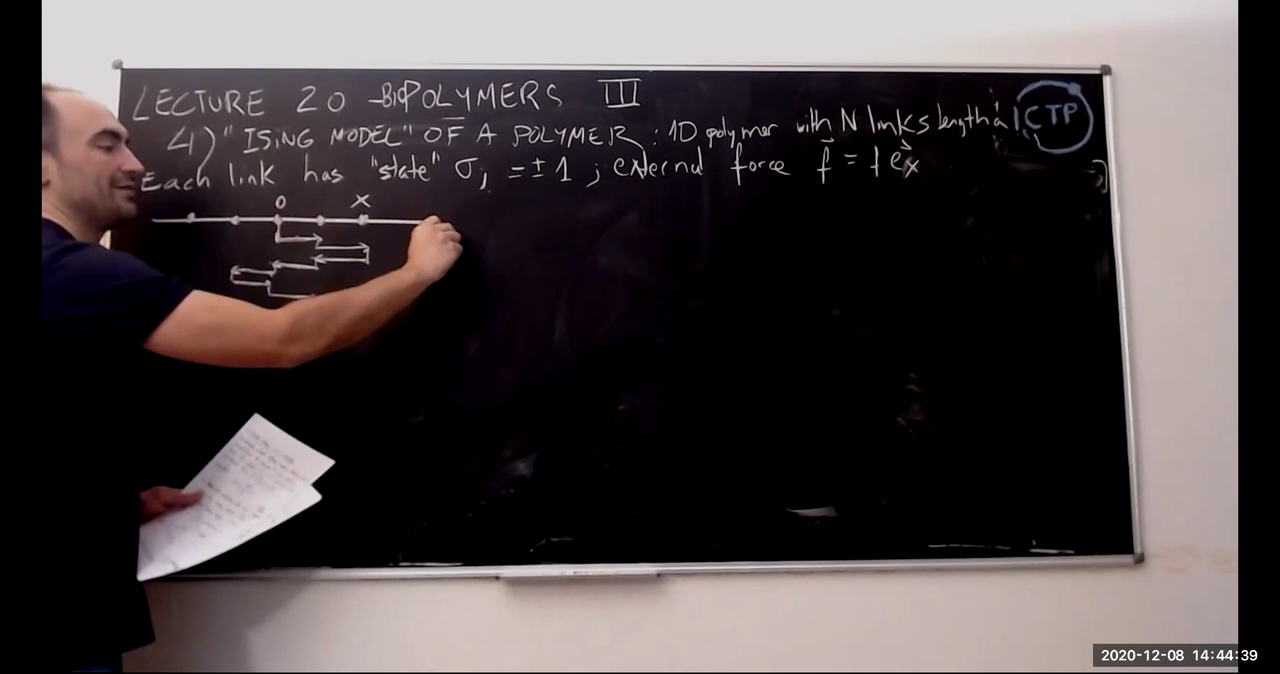 LECTURE 20 BIOPOLYMERS III
4) "ISING MODEL" OF A POLYMER: 1D polymer with N links length a
ICTP
Each link has "state" σⱼ = ±1 ; external force f⃗ = f e⃗ₓ
0 X
2020-12-08 14:44:39